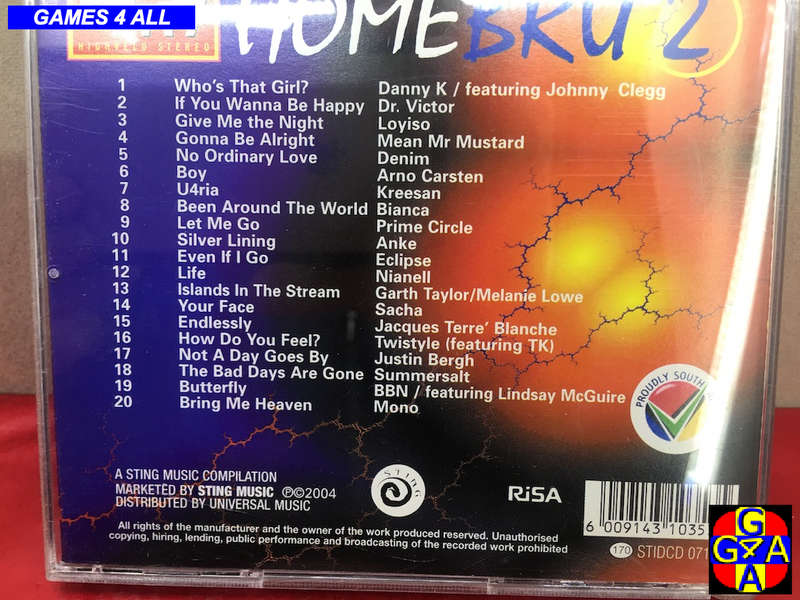 GAMES 4 ALL
HIGHVELD STEREO
HOMEBRU 2
1 Who's That Girl? Danny K / featuring Johnny Clegg
2 If You Wanna Be Happy Dr. Victor
3 Give Me the Night Loyiso
4 Gonna Be Alright Mean Mr Mustard
5 No Ordinary Love Denim
6 Boy Arno Carsten
7 U4ria Kreesan
8 Been Around The World Bianca
9 Let Me Go Prime Circle
10 Silver Lining Anke
11 Even If I Go Eclipse
12 Life Nianell
13 Islands In The Stream Garth Taylor/Melanie Lowe
14 Your Face Sacha
15 Endlessly Jacques Terre' Blanche
16 How Do You Feel? Twistyle (featuring TK)
17 Not A Day Goes By Justin Bergh
18 The Bad Days Are Gone Summersalt
19 Butterfly BBN / featuring Lindsay McGuire
20 Bring Me Heaven Mono
PROUDLY SOUTH
A STING MUSIC COMPILATION
MARKETED BY STING MUSIC ℗©2004
DISTRIBUTED BY UNIVERSAL MUSIC
STING
RiSA
6 009143 1035
All rights of the manufacturer and the owner of the work produced reserved. Unauthorised
copying, hiring, lending, public performance and broadcasting of the recorded work prohibited
170 STIDCD 071
G
G4A
A